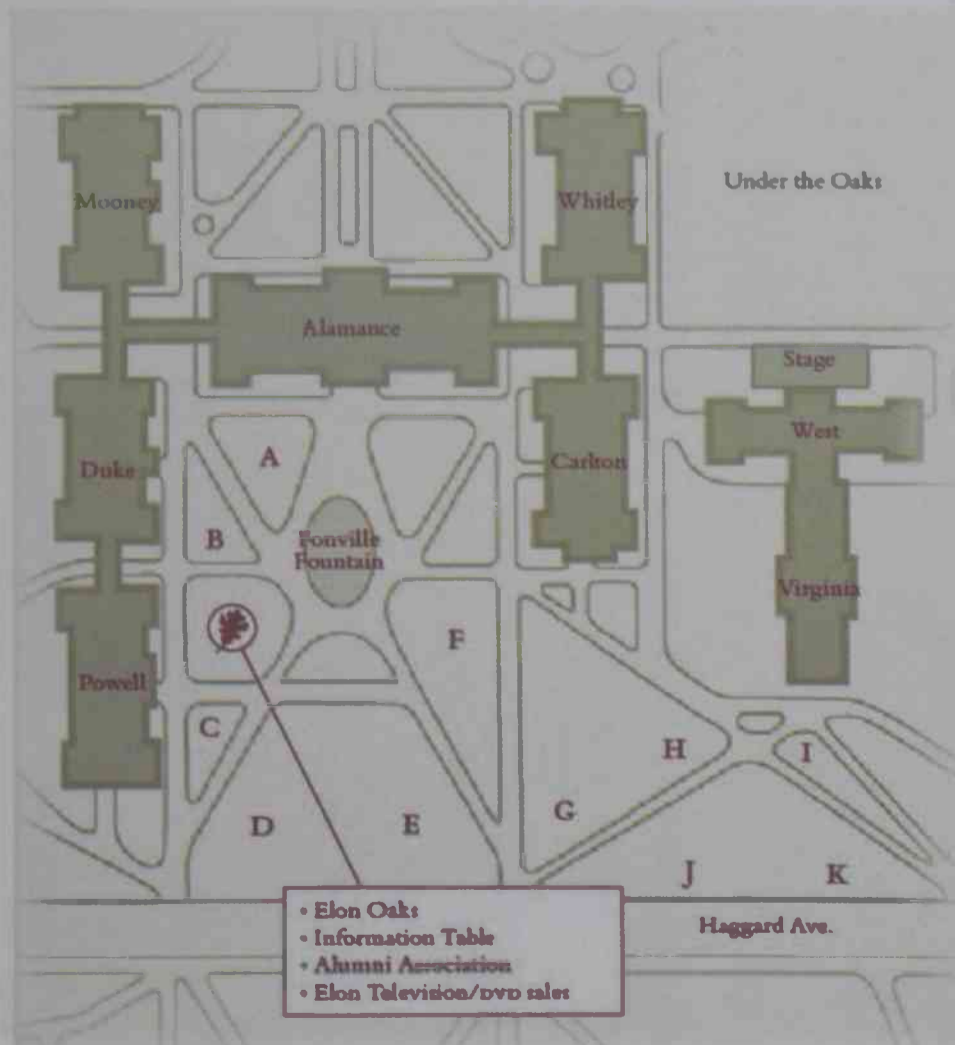 Mooney
Whitley
Under the Oaks
Alamance
Stage
West
Duke
A
Carlton
B
Fonville
Fountain
Virginia
F
Powell
C
H
I
G
D
E
J
K
• Elon Oaks
• Information Table
• Alumni Association
• Elon Television/DVD sales
Haggard Ave.